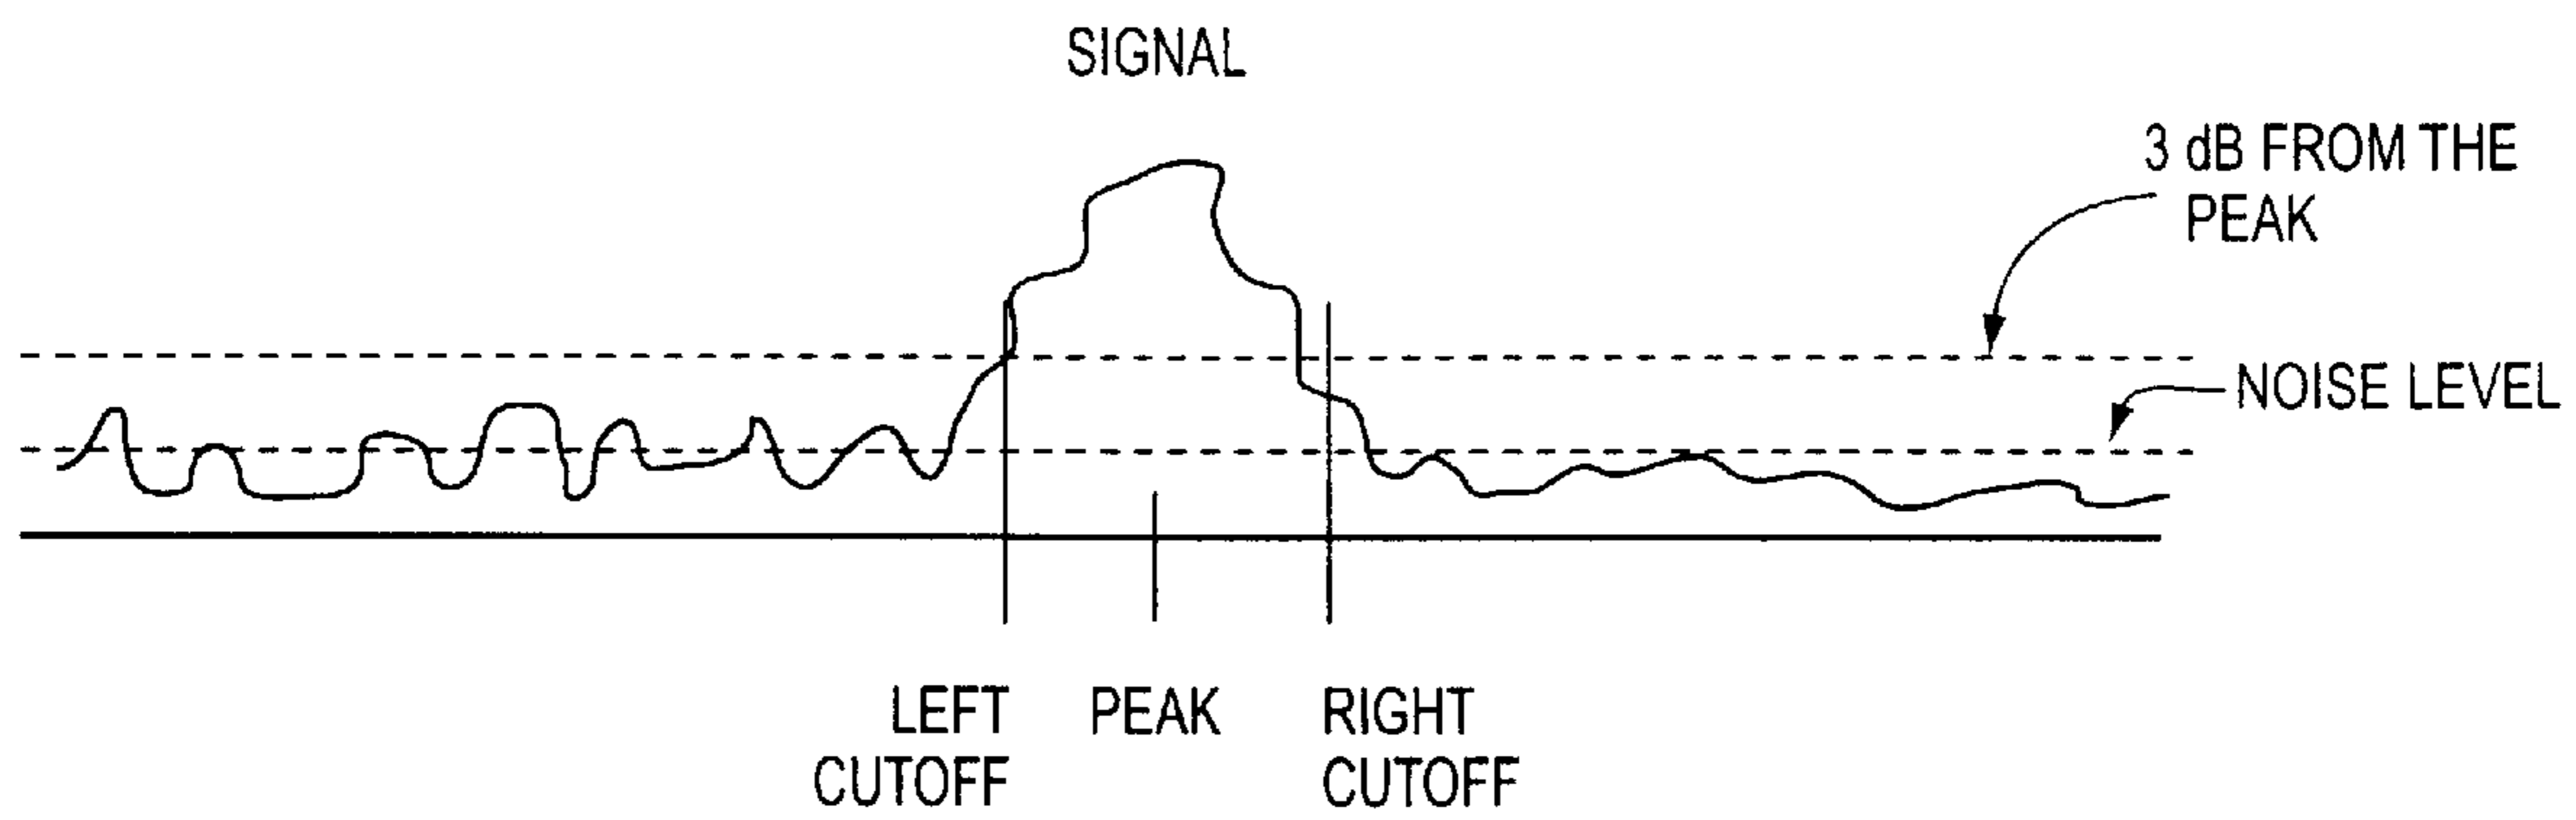 SIGNAL
3 dB FROM THE
PEAK
NOISE LEVEL
LEFT
CUTOFF
PEAK
RIGHT
CUTOFF